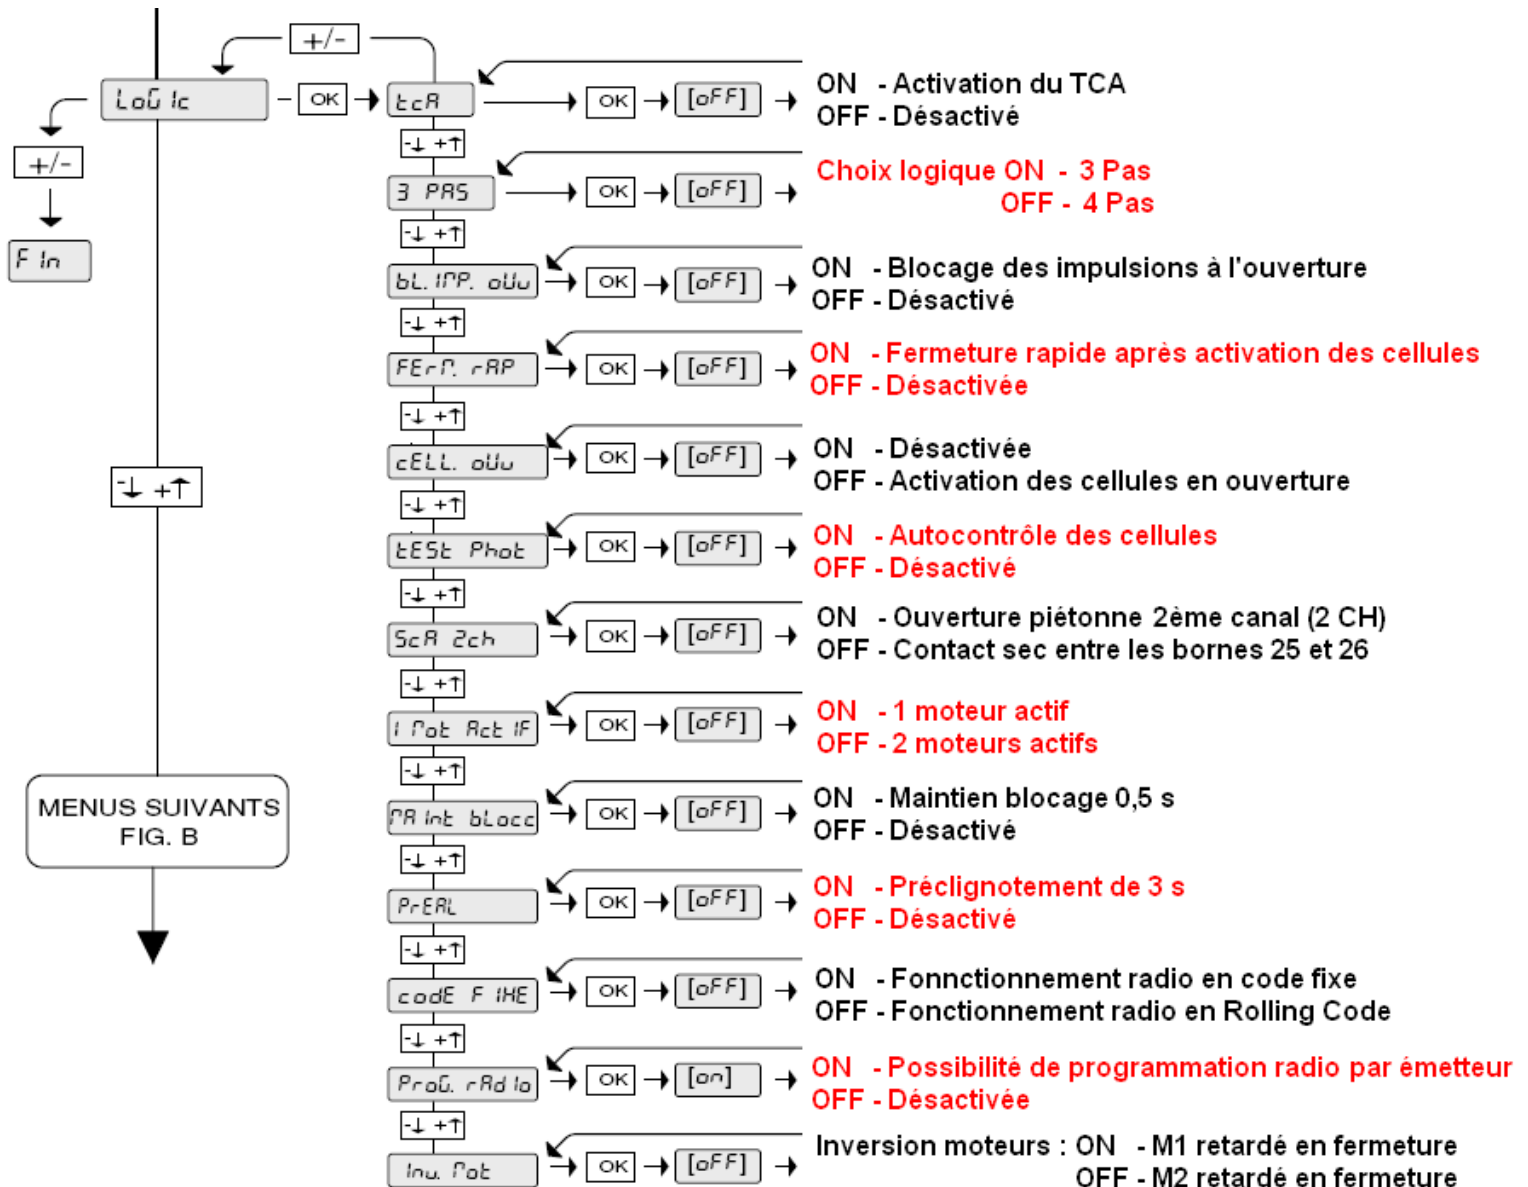 +/-
LoGIc
OK
tcA
OK
[oFF]
ON - Activation du TCA
OFF - Désactivé
-↓ +↑
+/-
3 PAS
OK
[oFF]
Choix logique ON - 3 Pas
OFF - 4 Pas
-↓ +↑
FIn
bL. IMP. oUv
OK
[oFF]
ON - Blocage des impulsions à l'ouverture
OFF - Désactivé
-↓ +↑
FErM. rAP
OK
[oFF]
ON - Fermeture rapide après activation des cellules
OFF - Désactivée
-↓ +↑
cELL. oUv
OK
[oFF]
ON - Désactivée
OFF - Activation des cellules en ouverture
-↓ +↑
-↓ +↑
tESt Phot
OK
[oFF]
ON - Autocontrôle des cellules
OFF - Désactivé
-↓ +↑
ScA 2ch
OK
[oFF]
ON - Ouverture piétonne 2ème canal (2 CH)
OFF - Contact sec entre les bornes 25 et 26
-↓ +↑
1 Mot Act IF
OK
[oFF]
ON - 1 moteur actif
OFF - 2 moteurs actifs
-↓ +↑
MENUS SUIVANTS
FIG. B
MAInt bLocc
OK
[oFF]
ON - Maintien blocage 0,5 s
OFF - Désactivé
-↓ +↑
PrEAL
OK
[oFF]
ON - Préclignotement de 3 s
OFF - Désactivé
-↓ +↑
codE FIHE
OK
[oFF]
ON - Fonnctionnement radio en code fixe
OFF - Fonctionnement radio en Rolling Code
-↓ +↑
ProG. rAdIo
OK
[on]
ON - Possibilité de programmation radio par émetteur
OFF - Désactivée
-↓ +↑
Inv. Mot
OK
[oFF]
Inversion moteurs : ON - M1 retardé en fermeture
OFF - M2 retardé en fermeture